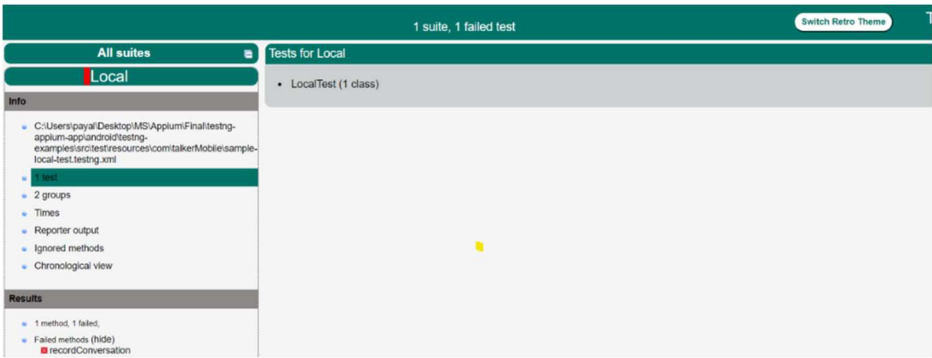 1 suite, 1 failed test
Switch Retro Theme
All suites
Local
Info
C:\Users\payal\Desktop\MS\Appium\Final\testng-
appium-app\android\testng-
examples\src\test\resources\com\talkerMobile\sample-
local-test.testng.xml
1 test
2 groups
Times
Reporter output
Ignored methods
Chronological view
Results
1 method, 1 failed,
Failed methods (hide)
recordConversation
Tests for Local
LocalTest (1 class)